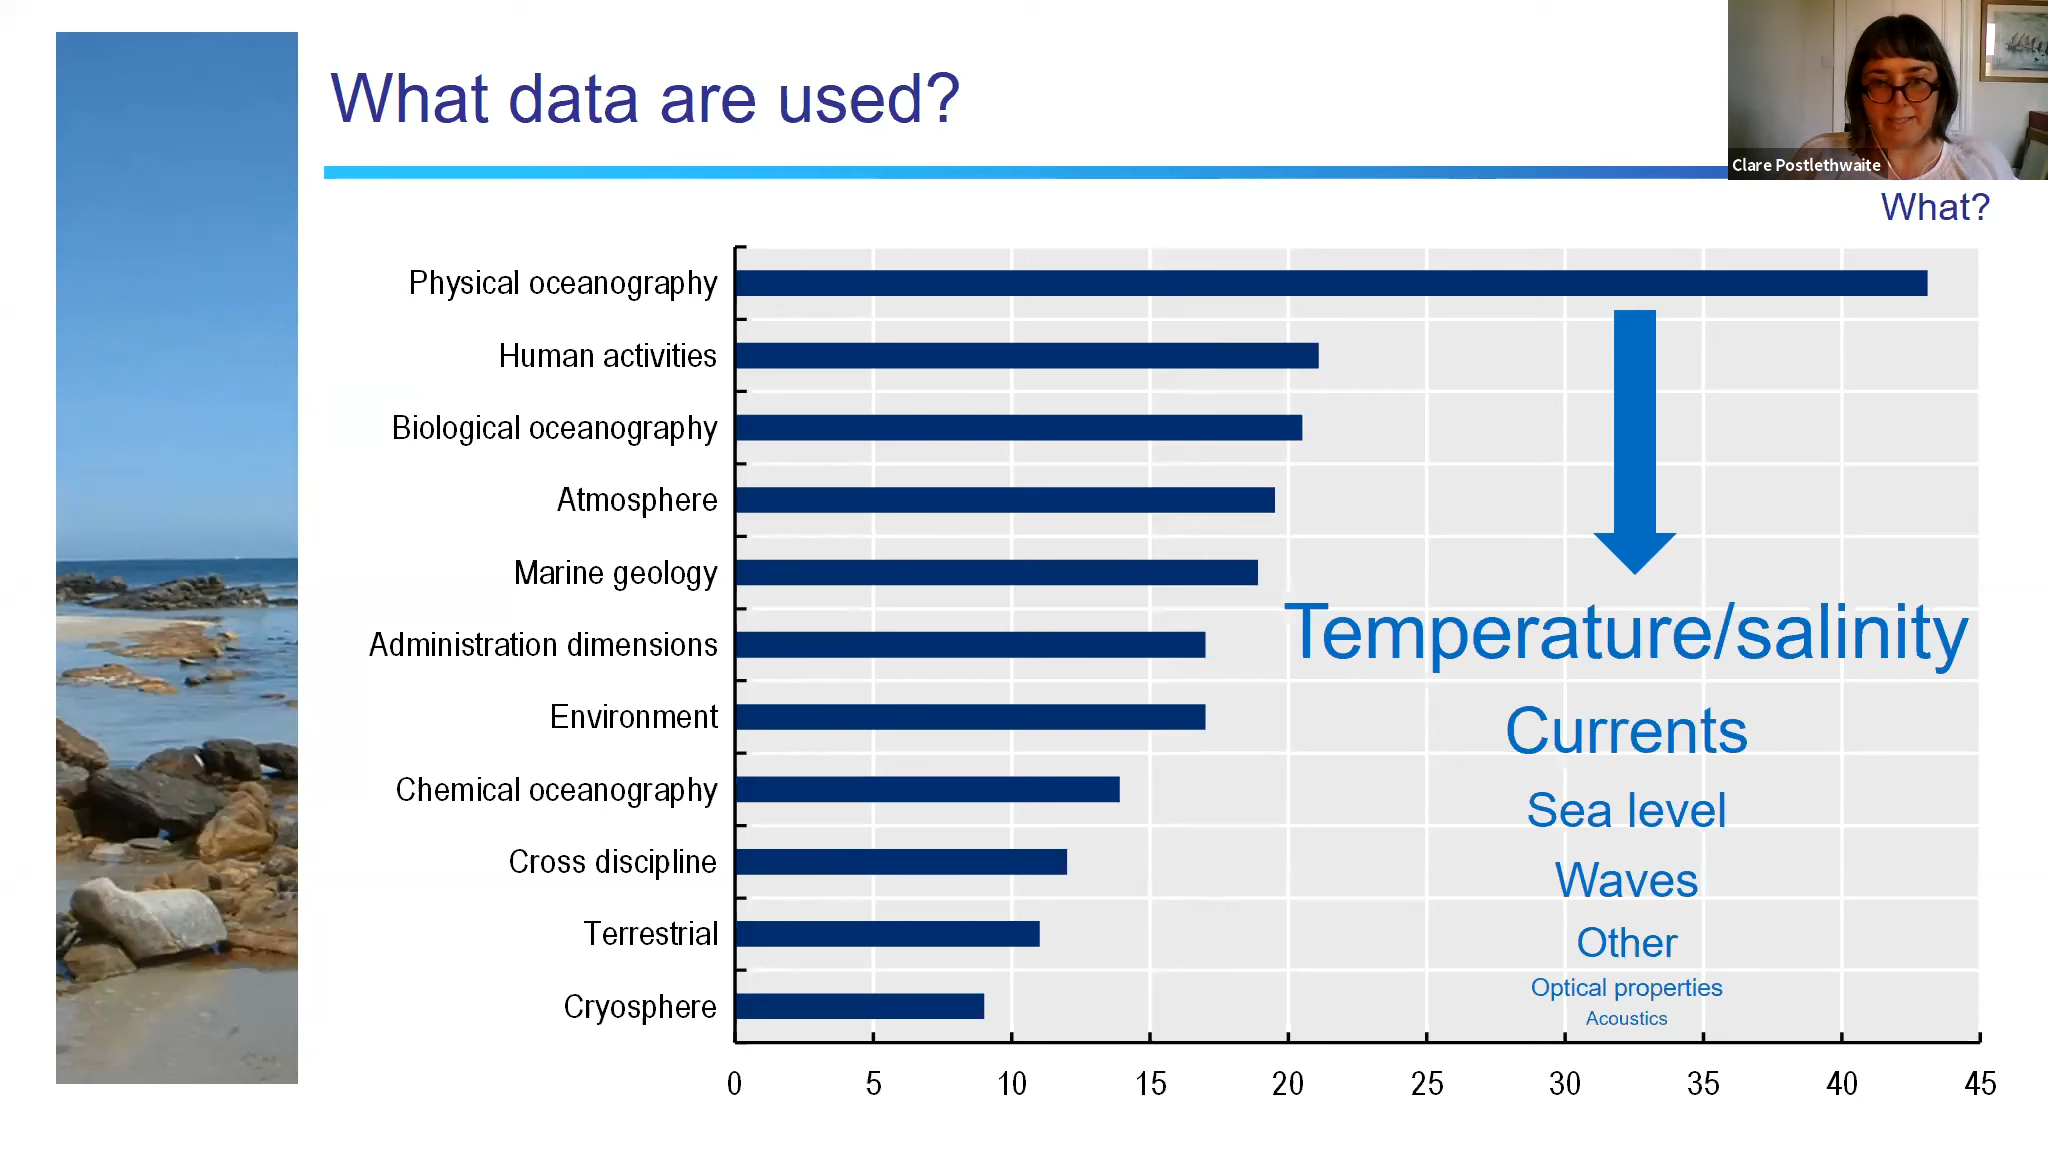 What data are used?
Clare Postlethwaite
What?
Physical oceanography
Human activities
Biological oceanography
Atmosphere
Marine geology
Administration dimensions
Environment
Chemical oceanography
Cross discipline
Terrestrial
Cryosphere
Temperature/salinity
Currents
Sea level
Waves
Other
Optical properties
Acoustics
0 5 10 15 20 25 30 35 40 45